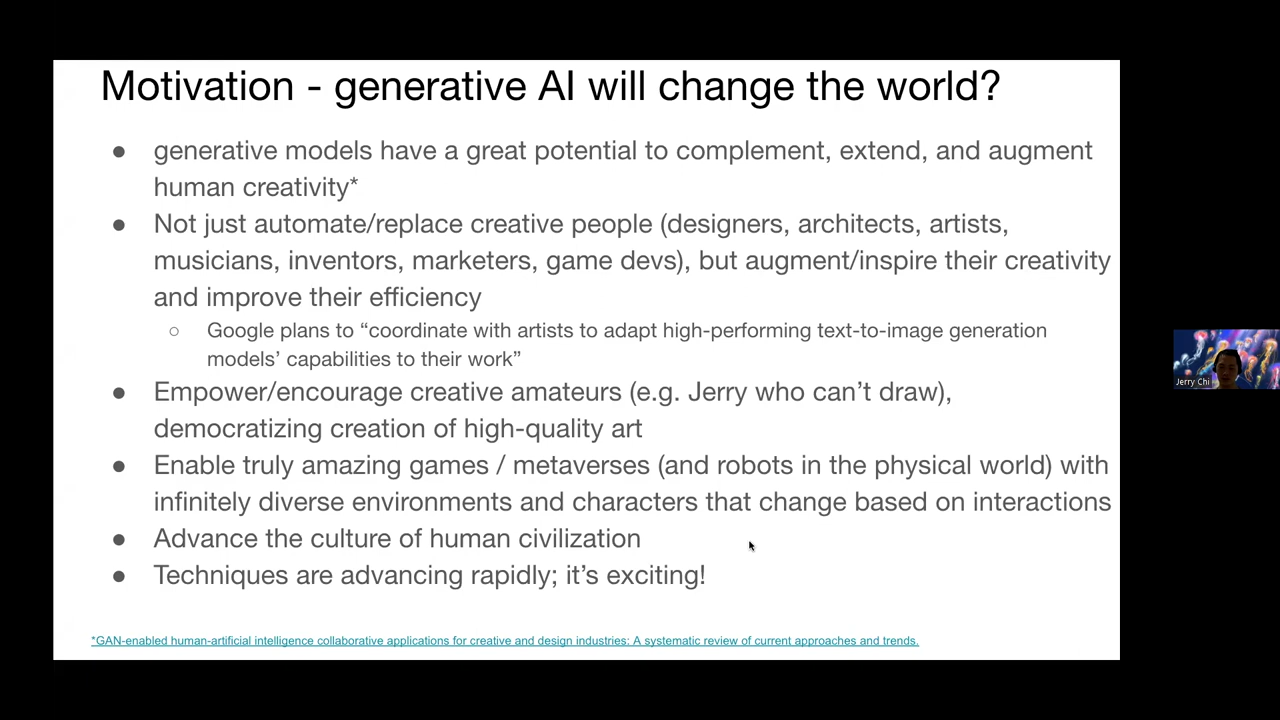 Motivation - generative AI will change the world?
● generative models have a great potential to complement, extend, and augment
human creativity*
● Not just automate/replace creative people (designers, architects, artists,
musicians, inventors, marketers, game devs), but augment/inspire their creativity
and improve their efficiency
○ Google plans to “coordinate with artists to adapt high-performing text-to-image generation
models’ capabilities to their work”
● Empower/encourage creative amateurs (e.g. Jerry who can’t draw),
democratizing creation of high-quality art
● Enable truly amazing games / metaverses (and robots in the physical world) with
infinitely diverse environments and characters that change based on interactions
● Advance the culture of human civilization
● Techniques are advancing rapidly; it’s exciting!
*GAN-enabled human-artificial intelligence collaborative applications for creative and design industries: A systematic review of current approaches and trends.
Jerry Chi